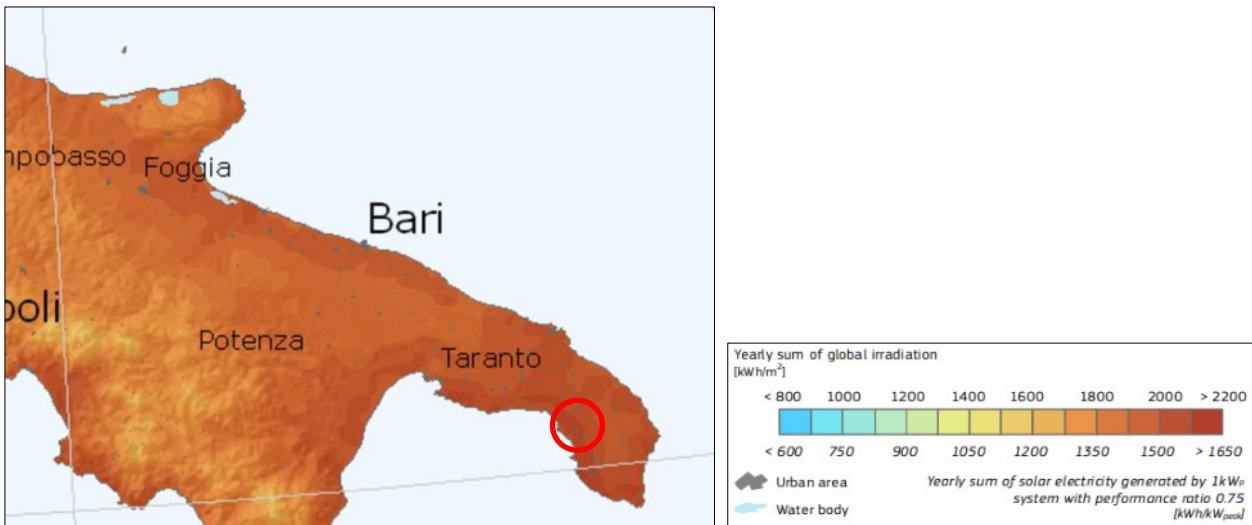 mpobasso
Foggia
Bari
poli
Potenza
Taranto
Yearly sum of global irradiation
[kWh/m²]
< 800 1000 1200 1400 1600 1800 2000 > 2200
< 600 750 900 1050 1200 1350 1500 > 1650
Urban area
Water body
Yearly sum of solar electricity generated by 1kWp
system with performance ratio 0.75
[kWh/kWpeak]